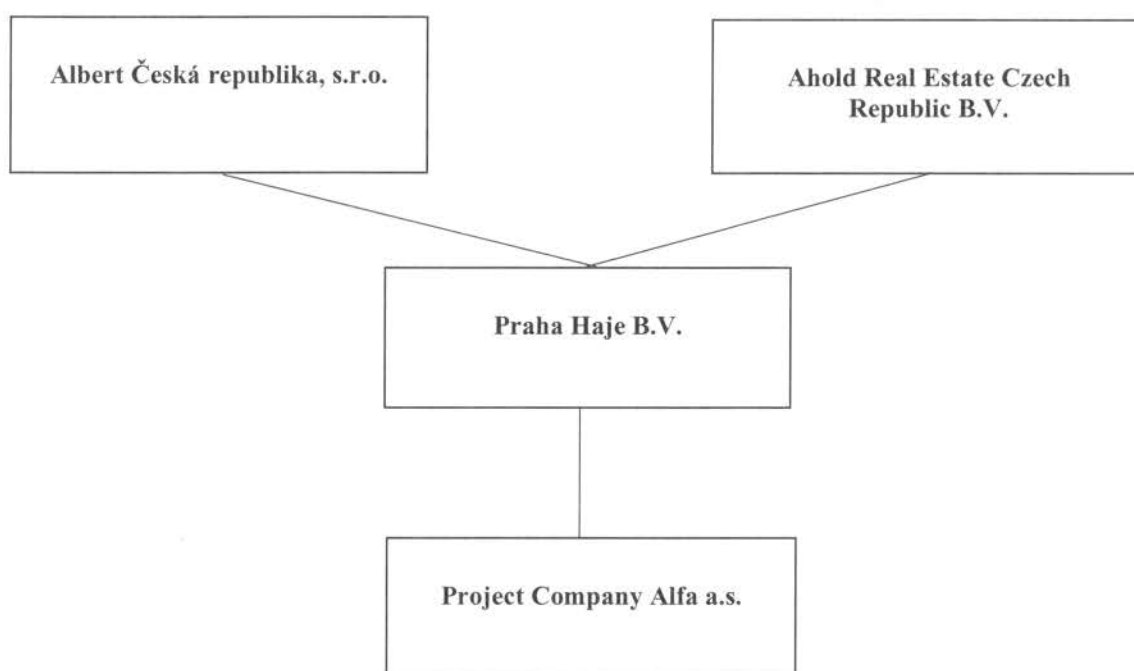 Albert Česká republika, s.r.o.
Ahold Real Estate Czech
Republic B.V.
Praha Haje B.V.
Project Company Alfa a.s.